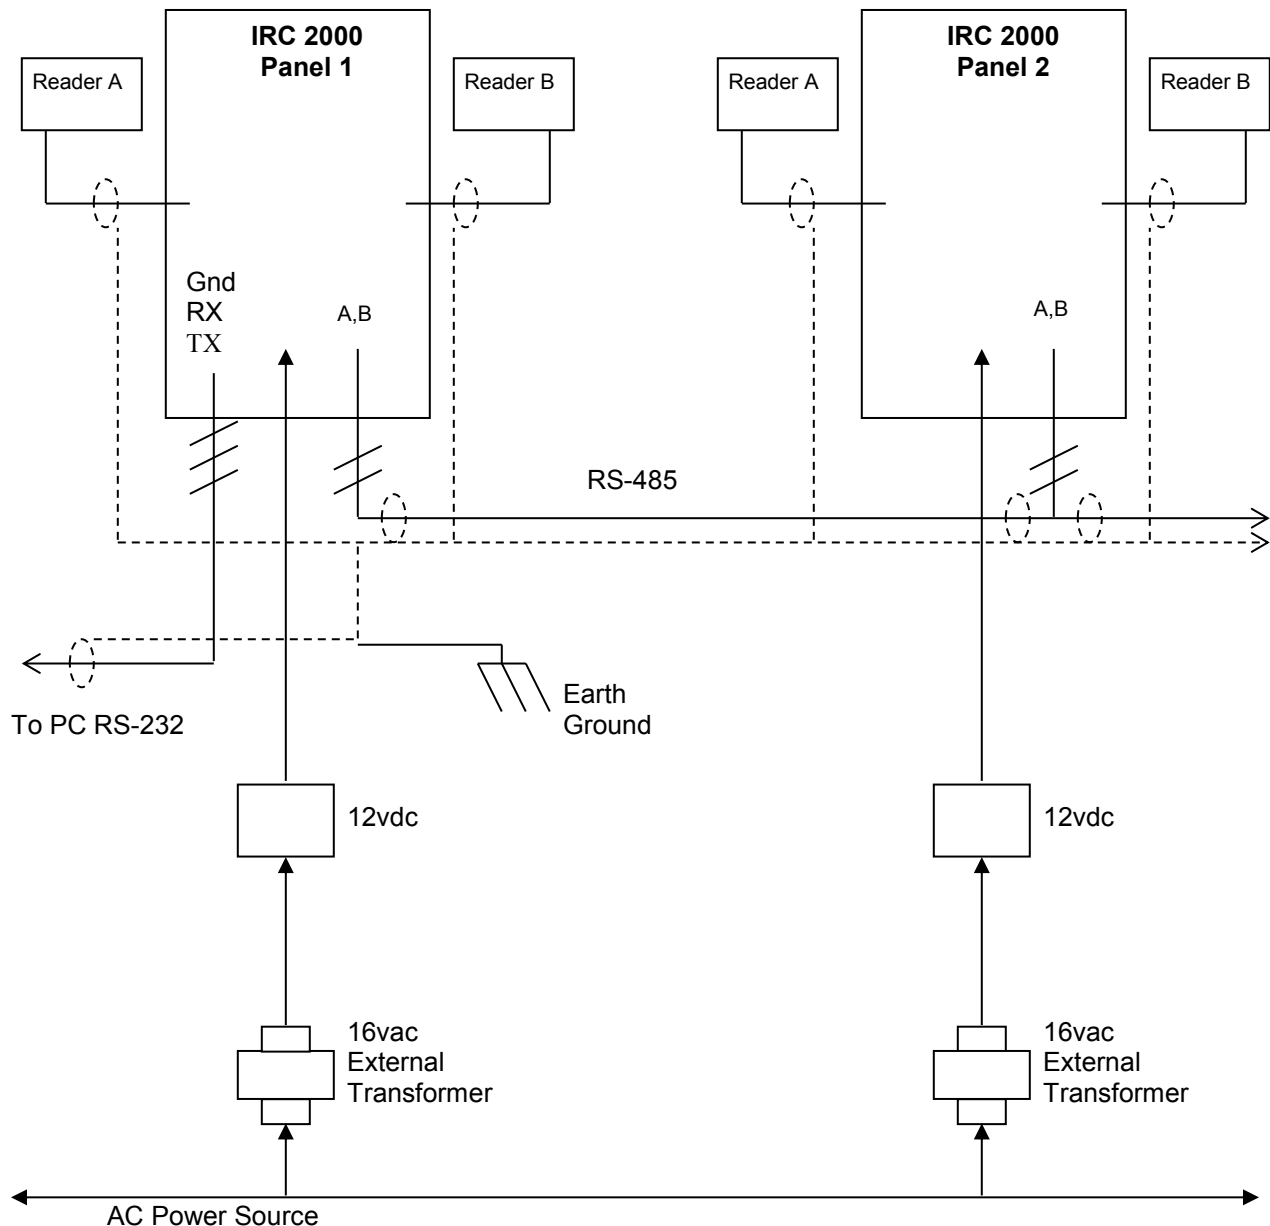 IRC 2000
Panel 1
IRC 2000
Panel 2
Reader A
Reader B
Reader A
Reader B
Gnd
RX
TX
A,B
A,B
RS-485
Earth
Ground
To PC RS-232
12vdc
12vdc
16vac
External
Transformer
16vac
External
Transformer
AC Power Source